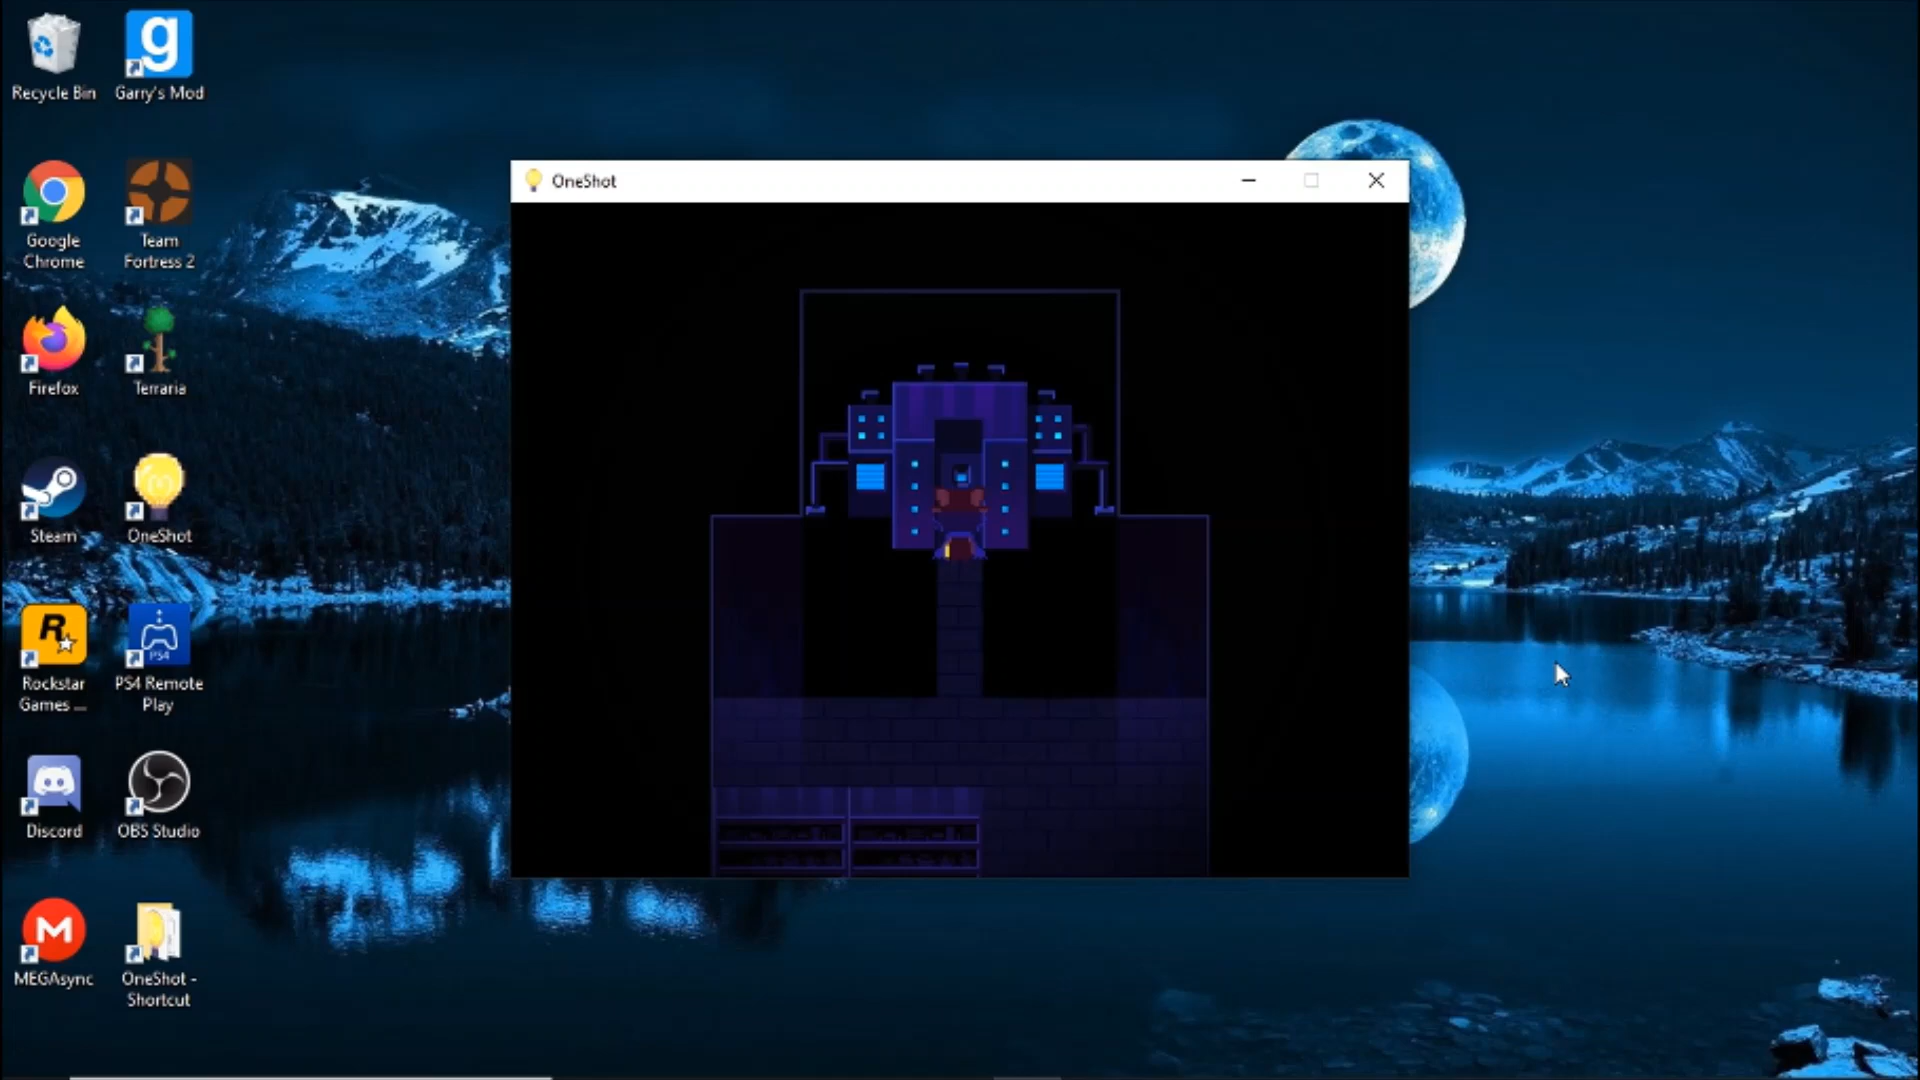 Recycle Bin
Garry's Mod
Google
Chrome
Team
Fortress 2
Firefox
Terraria
Steam
OneShot
Rockstar
Games ...
PS4
PS4 Remote
Play
Discord
OBS Studio
MEGAsync
OneShot -
Shortcut
OneShot
g
R
M